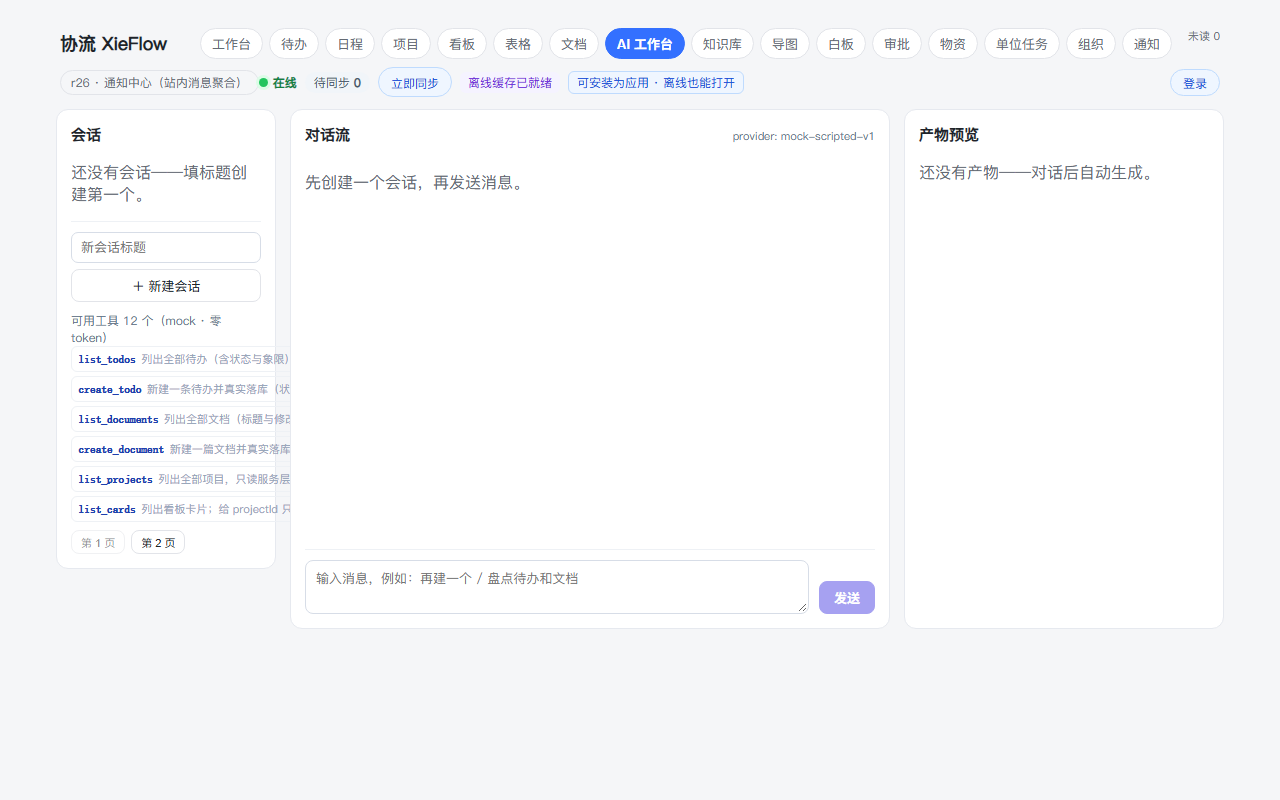 协流 XieFlow
工作台
待办
日程
项目
看板
表格
文档
AI 工作台
知识库
导图
白板
审批
物资
单位任务
组织
通知
未读 0
r26 · 通知中心（站内消息聚合）
在线
待同步 0
立即同步
离线缓存已就绪
可安装为应用 · 离线也能打开
登录
会话
还没有会话——填标题创
建第一个。
新会话标题
＋ 新建会话
可用工具 12 个（mock · 零
token）
list_todos 列出全部待办（含状态与象限）
create_todo 新建一条待办并真实落库（状
list_documents 列出全部文档（标题与修
create_document 新建一篇文档并真实落库
list_projects 列出全部项目，只读服务层
list_cards 列出看板卡片；给 projectId 只
第 1 页
第 2 页
对话流
provider: mock-scripted-v1
先创建一个会话，再发送消息。
输入消息，例如：再建一个 / 盘点待办和文档
发送
产物预览
还没有产物——对话后自动生成。